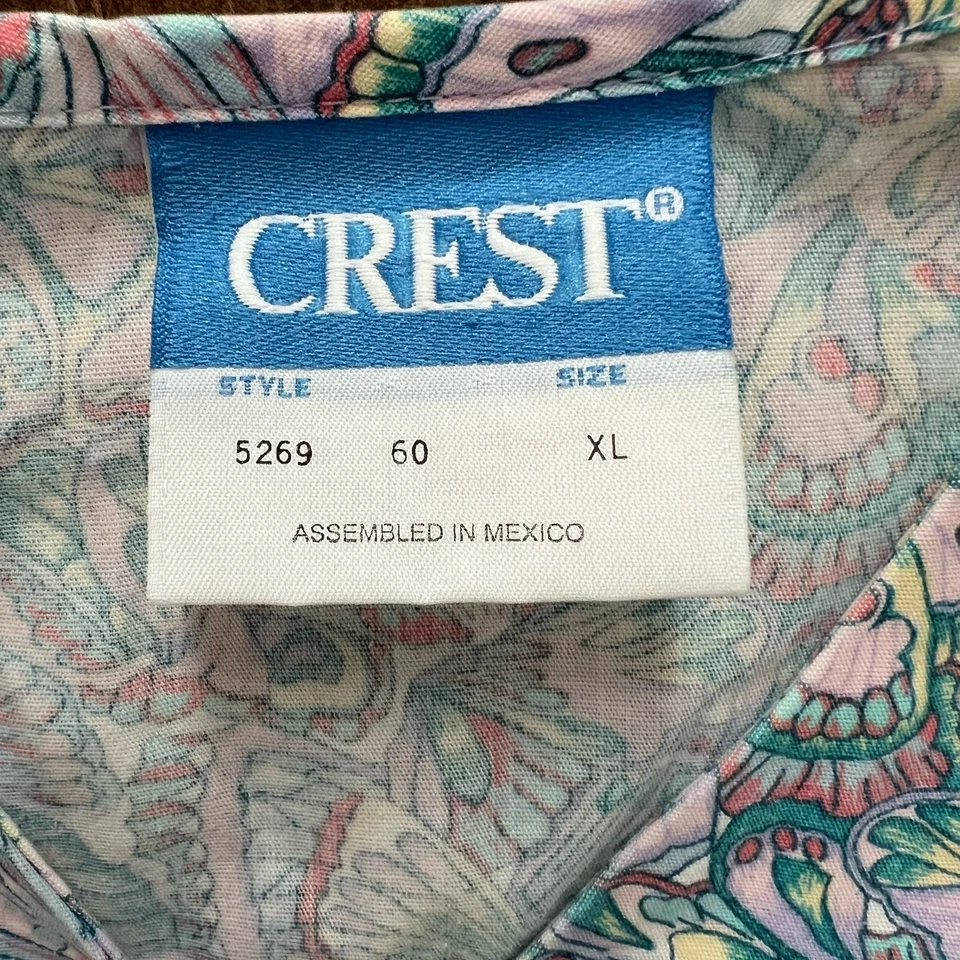 CREST®
STYLE SIZE
5269 60 XL
ASSEMBLED IN MEXICO